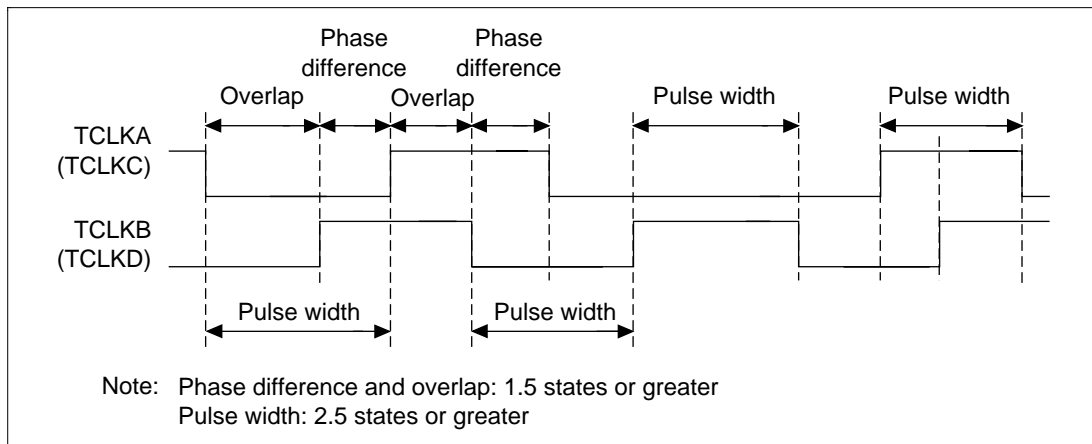 Phase
difference
Phase
difference
Overlap
Overlap
Pulse width
Pulse width
TCLKA
(TCLKC)
TCLKB
(TCLKD)
Pulse width
Pulse width
Note: Phase difference and overlap: 1.5 states or greater
Pulse width: 2.5 states or greater